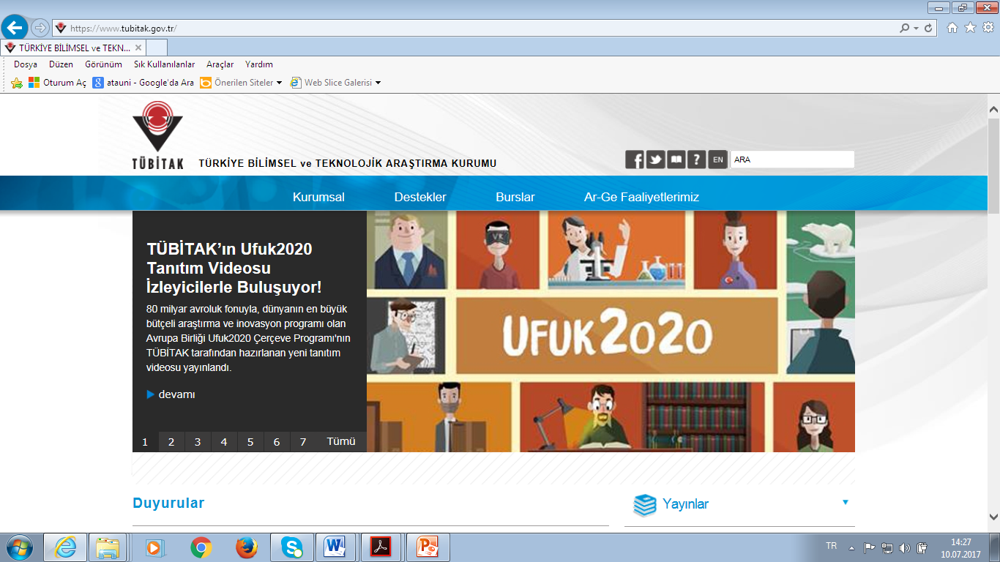 https://www.tubitak.gov.tr/
TÜRKİYE BİLİMSEL ve TEKN...
Dosya Düzen Görünüm Sık Kullanılanlar Araçlar Yardım
Oturum Aç atauni - Google'da Ara Önerilen Siteler Web Slice Galerisi
TÜBİTAK
TÜRKİYE BİLİMSEL ve TEKNOLOJİK ARAŞTIRMA KURUMU
f ? EN ARA
Kurumsal Destekler Burslar Ar-Ge Faaliyetlerimiz
TÜBİTAK’ın Ufuk2020
Tanıtım Videosu
İzleyicilerle Buluşuyor!
80 milyar avroluk fonuyla, dünyanın en büyük
bütçeli araştırma ve inovasyon programı olan
Avrupa Birliği Ufuk2020 Çerçeve Programı'nın
TÜBİTAK tarafından hazırlanan yeni tanıtım
videosu yayınlandı.
devamı
1 2 3 4 5 6 7 Tümü
VR
UFUK2020
Duyurular
Yayınlar
TR
14:27
10.07.2017